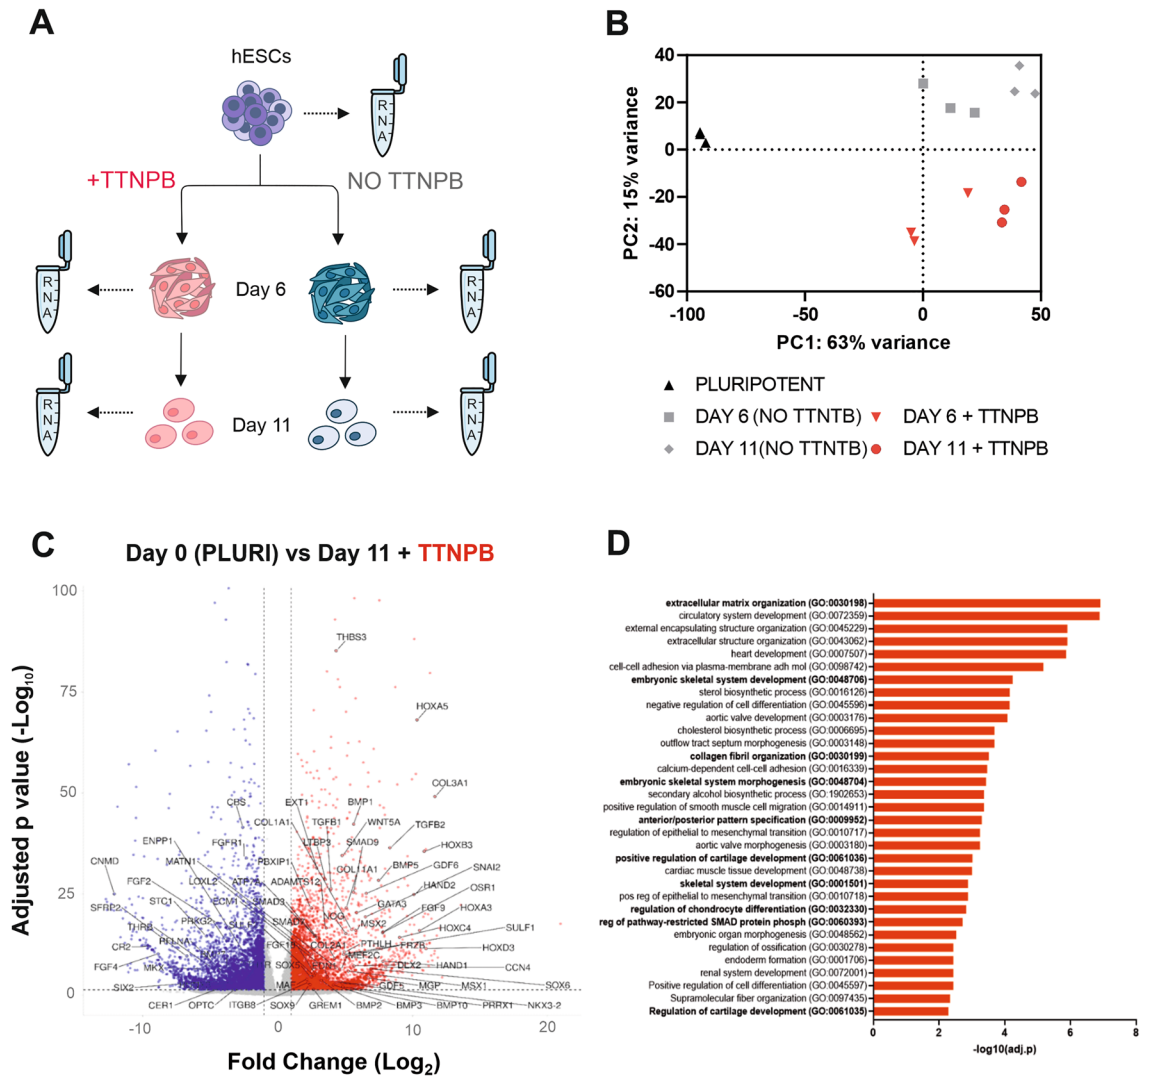 A
hESCs
RNA
+TTNPB
NO TTNPB
RNA
Day 6
RNA
RNA
Day 11
RNA
B
PC2: 15% variance
40
20
0
-20
-40
-60
-100
-50
0
50
PC1: 63% variance
PLURIPOTENT
DAY 6 (NO TTNTB)
DAY 6 + TTNPB
DAY 11(NO TTNTB)
DAY 11 + TTNPB
C
Day 0 (PLURI) vs Day 11 + TTNPB
Adjusted p value (-Log10)
100
75
50
25
0
THBS3
HOXA5
COL3A1
CBS
EXT1
BMP1
COL1A1
TGFB1
WNT5A
TGFB2
ENPP1
FGFR1
LTBP3
SMAD9
HOXB3
CNMD
MATN1
PBXIP1
COL11A1
BMP5
GDF6
SNAI2
FGF2
LOXL2
ADAMTS12
HAND2
OSR1
SFRP2
STC1
ECM1
SMAD3
NOG
GATA3
FGF9
HOXA3
THRB
PRKG2
SMAD2
MSX2
HOXC4
SULF1
CR2
RFLNA
COL2A1
PTHLH
FRZB
HOXD3
MEF2C
FGF4
MKX
SOX5
DLX2
HAND1
CCN4
SIX2
MAF
GDF5
MGP
MSX1
SOX6
CER1
OPTC
ITGB8
SOX9
GREM1
BMP2
BMP3
BMP10
PRRX1
NKX3-2
-10
0
10
20
Fold Change (Log2)
D
extracellular matrix organization (GO:0030198)
circulatory system development (GO:0072359)
external encapsulating structure organization (GO:0045229)
extracellular structure organization (GO:0043062)
heart development (GO:0007507)
cell-cell adhesion via plasma-membrane adh mol (GO:0098742)
embryonic skeletal system development (GO:0048706)
sterol biosynthetic process (GO:0016126)
negative regulation of cell differentiation (GO:0045596)
aortic valve development (GO:0003176)
cholesterol biosynthetic process (GO:0006695)
outflow tract septum morphogenesis (GO:0003148)
collagen fibril organization (GO:0030199)
calcium-dependent cell-cell adhesion (GO:0016339)
embryonic skeletal system morphogenesis (GO:0048704)
secondary alcohol biosynthetic process (GO:1902653)
positive regulation of smooth muscle cell migration (GO:0014911)
anterior/posterior pattern specification (GO:0009952)
regulation of epithelial to mesenchymal transition (GO:0010717)
aortic valve morphogenesis (GO:0003180)
positive regulation of cartilage development (GO:0061036)
cardiac muscle tissue development (GO:0048738)
skeletal system development (GO:0001501)
pos reg of epithelial to mesenchymal transition (GO:0010718)
regulation of chondrocyte differentiation (GO:0032330)
reg of pathway-restricted SMAD protein phosph (GO:0060393)
embryonic organ morphogenesis (GO:0048562)
regulation of ossification (GO:0030278)
endoderm formation (GO:0001706)
renal system development (GO:0072001)
Positive regulation of cell differentiation (GO:0045597)
Supramolecular fiber organization (GO:0097435)
Regulation of cartilage development (GO:0061035)
0
2
4
6
8
-log10(adj.p)